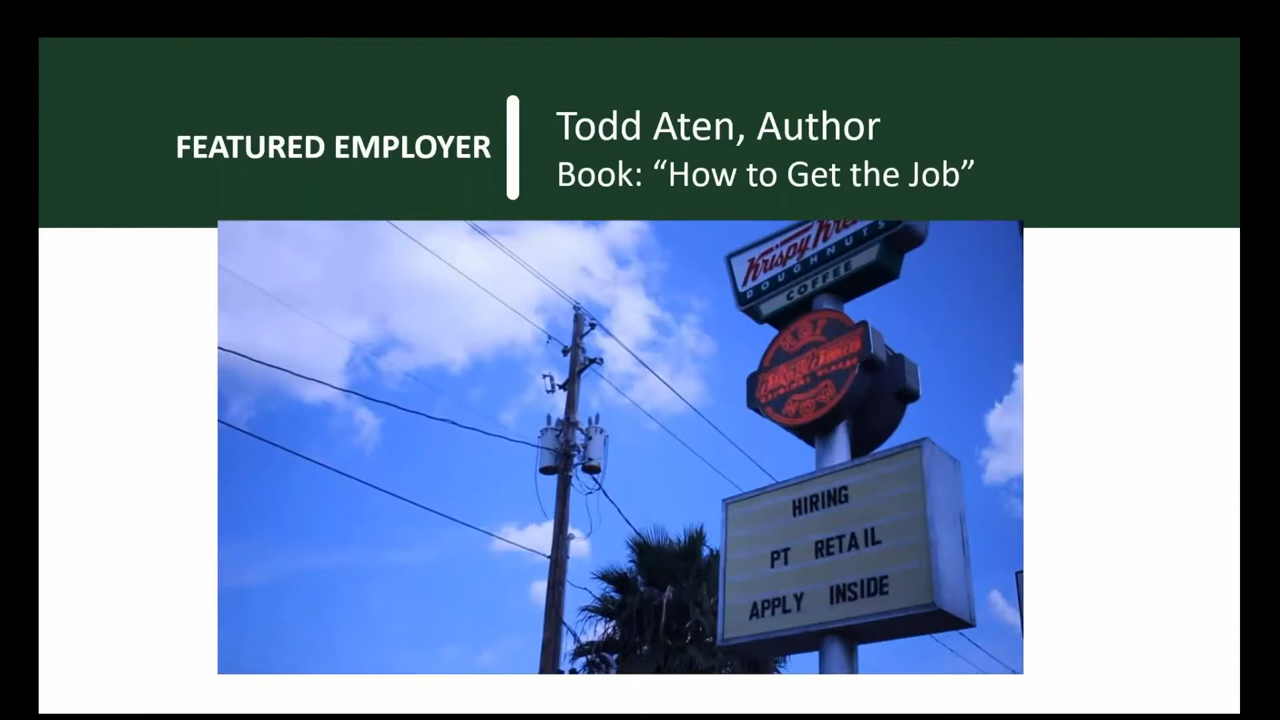 FEATURED EMPLOYER
Todd Aten, Author
Book: “How to Get the Job”
Krispy Kre
DOUGHNUTS
COFFEE
HIRING
PT RETAIL
APPLY INSIDE